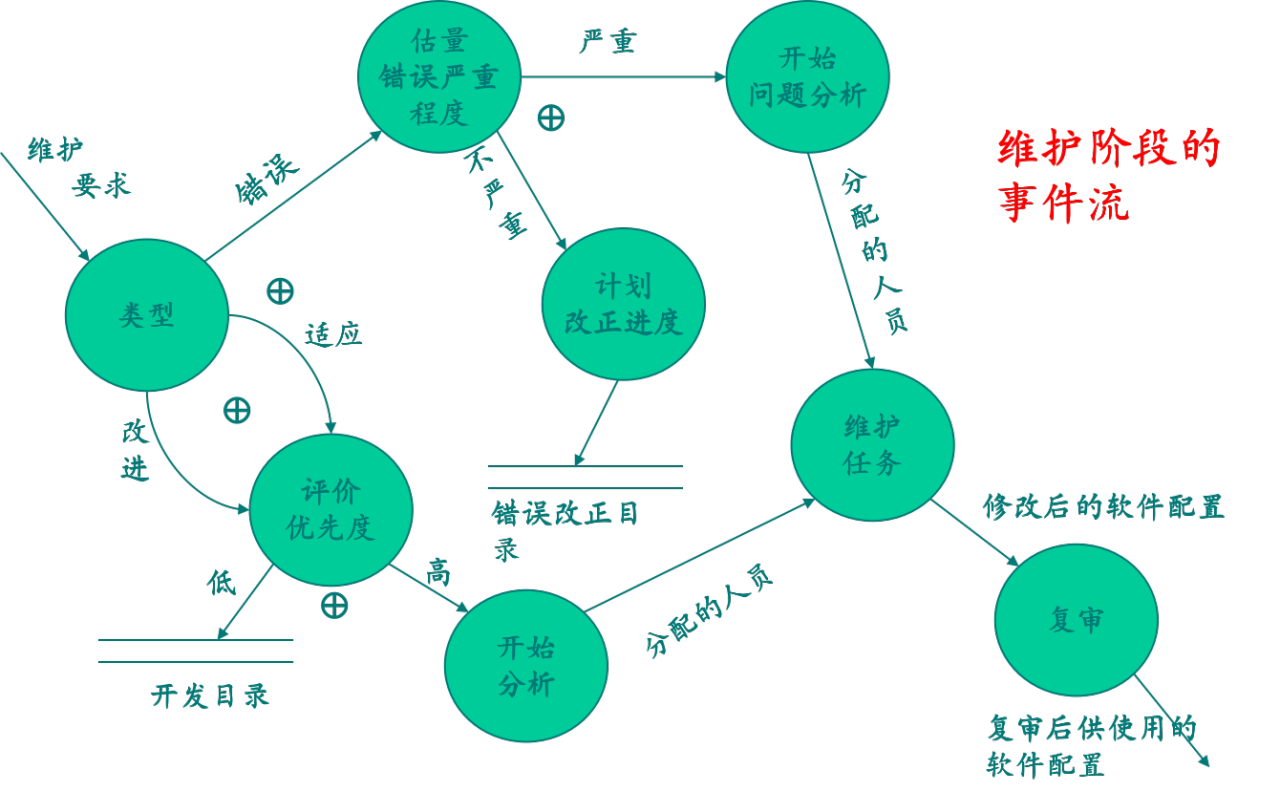 估量
错误严重
程度
严重
开始
问题分析
维护
要求
错误
不严重
分配的人员
维护阶段的
事件流
类型
适应
计划
改正进度
改进
评价
优先度
错误改正目
录
维护
任务
修改后的软件配置
低
高
分配的人员
复审
开发目录
开始
分析
复审后供使用的
软件配置